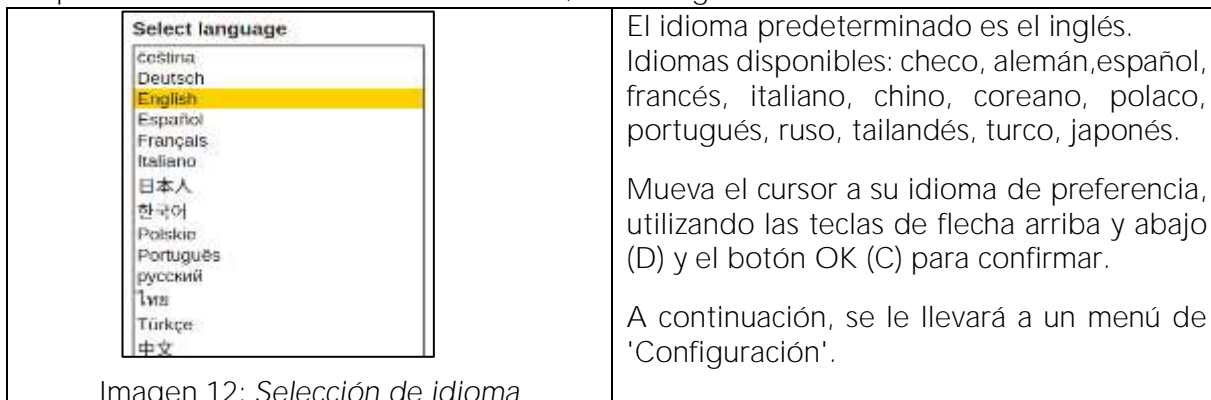 Select language
čeština
Deutsch
English
Español
Français
Italiano
日本人
한국어
Polskie
Português
русский
ไทย
Türkçe
中文
Imagen 12: Selección de idioma
El idioma predeterminado es el inglés.
Idiomas disponibles: checo, alemán,español,
francés, italiano, chino, coreano, polaco,
portugués, ruso, tailandés, turco, japonés.
Mueva el cursor a su idioma de preferencia,
utilizando las teclas de flecha arriba y abajo
(D) y el botón OK (C) para confirmar.
A continuación, se le llevará a un menú de
'Configuración'.